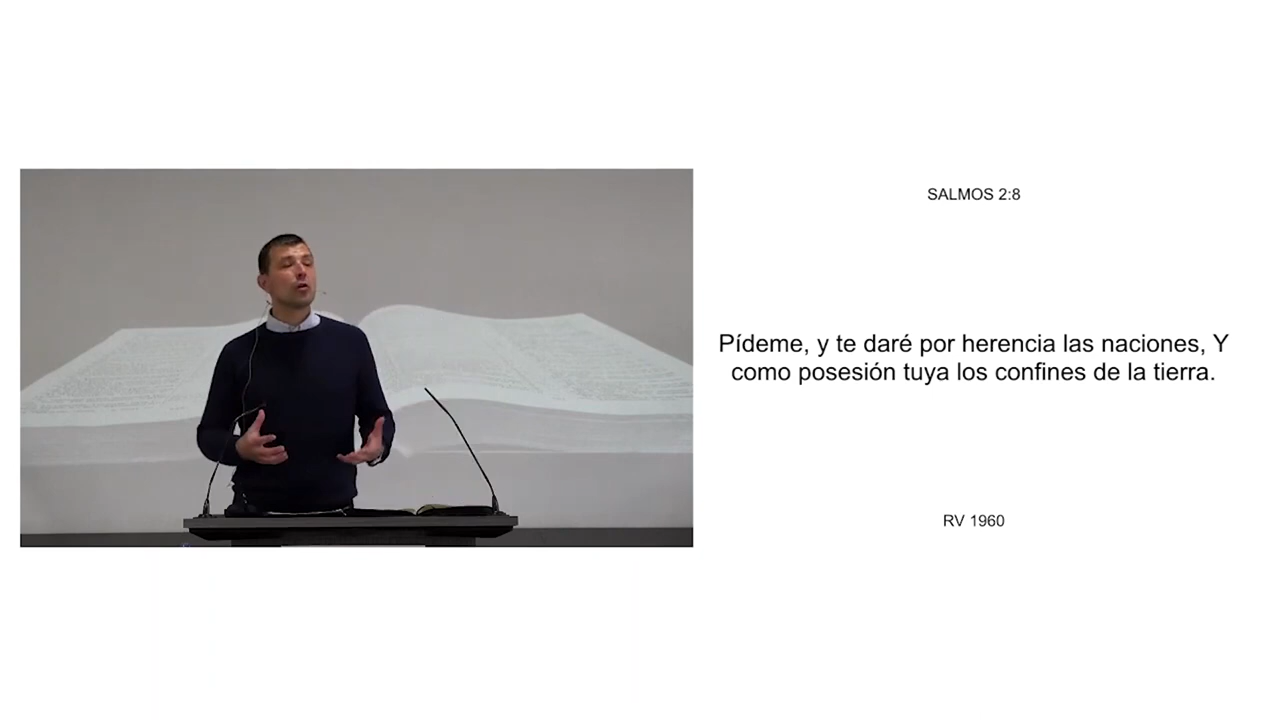 SALMOS 2:8
Pídeme, y te daré por herencia las naciones, Y
como posesión tuya los confines de la tierra.
RV 1960